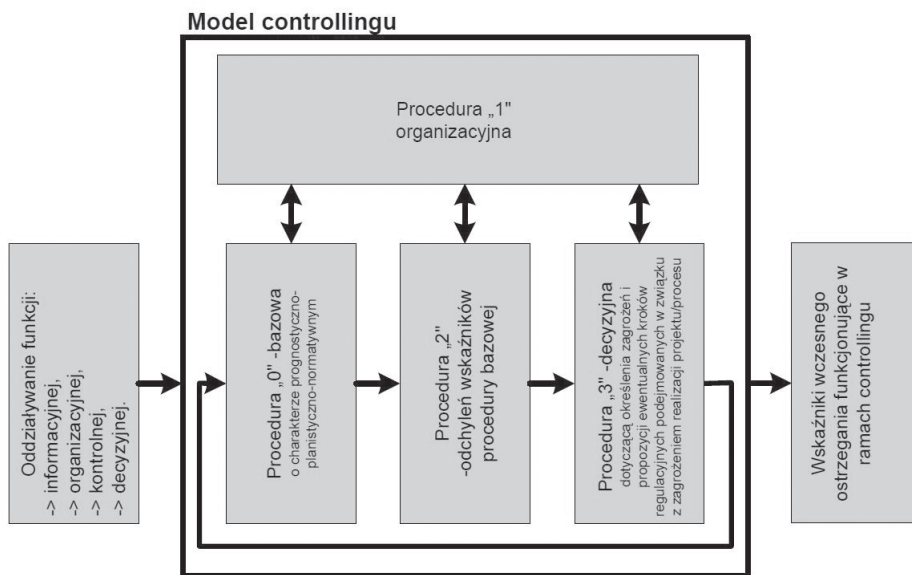 Model controllingu
Procedura „1"
organizacyjna
Oddziaływanie funkcji:
-> informacyjnej,
-> organizacyjnej,
-> kontrolnej,
-> decyzyjnej.
Procedura „0" -bazowa
o charakterze prognostyczno-
planistyczno-normatywnym
Procedura „2"
-odchyleń wskaźników
procedury bazowej
Procedura „3" -decyzyjna
dotyczącą określenia zagrożeń i
propozycji ewentualnych kroków
regulacyjnych podejmowanych w związku
z zagrożeniem realizacji projektu/procesu
Wskaźniki wczesnego
ostrzegania funkcjonujące w
ramach controllingu